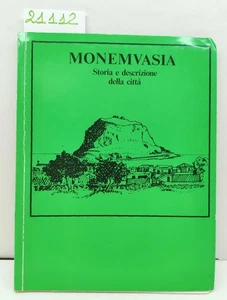 21112
MONEMVASIA
Storia e descrizione
della città